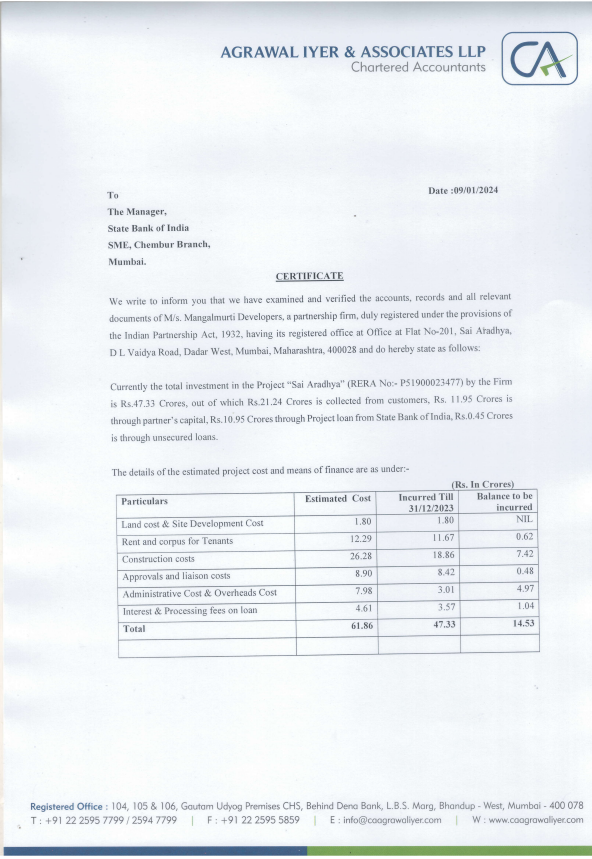 AGRAWAL IYER & ASSOCIATES LLP
Chartered Accountants
CA
Date :09/01/2024
To
The Manager,
State Bank of India
SME, Chembur Branch,
Mumbai.
CERTIFICATE
We write to inform you that we have examined and verified the accounts, records and all relevant
documents of M/s. Mangalmurti Developers, a partnership firm, duly registered under the provisions of
the Indian Partnership Act, 1932, having its registered office at Office at Flat No-201, Sai Aradhya,
D L Vaidya Road, Dadar West, Mumbai, Maharashtra, 400028 and do hereby state as follows:
Currently the total investment in the Project “Sai Aradhya” (RERA No:- P51900023477) by the Firm
is Rs.47.33 Crores, out of which Rs.21.24 Crores is collected from customers, Rs. 11.95 Crores is
through partner’s capital, Rs.10.95 Crores through Project loan from State Bank of India, Rs.0.45 Crores
is through unsecured loans.
The details of the estimated project cost and means of finance are as under:-
(Rs. In Crores)
Particulars Estimated Cost Incurred Till 31/12/2023 Balance to be incurred
Land cost & Site Development Cost 1.80 1.80 NIL
Rent and corpus for Tenants 12.29 11.67 0.62
Construction costs 26.28 18.86 7.42
Approvals and liaison costs 8.90 8.42 0.48
Administrative Cost & Overheads Cost 7.98 3.01 4.97
Interest & Processing fees on loan 4.61 3.57 1.04
Total 61.86 47.33 14.53
Registered Office : 104, 105 & 106, Gautam Udyog Premises CHS, Behind Dena Bank, L.B.S. Marg, Bhandup - West, Mumbai - 400 078
T : +91 22 2595 7799 / 2594 7799 | F : +91 22 2595 5859 | E : info@caagrawaliyer.com | W : www.caagrawaliyer.com